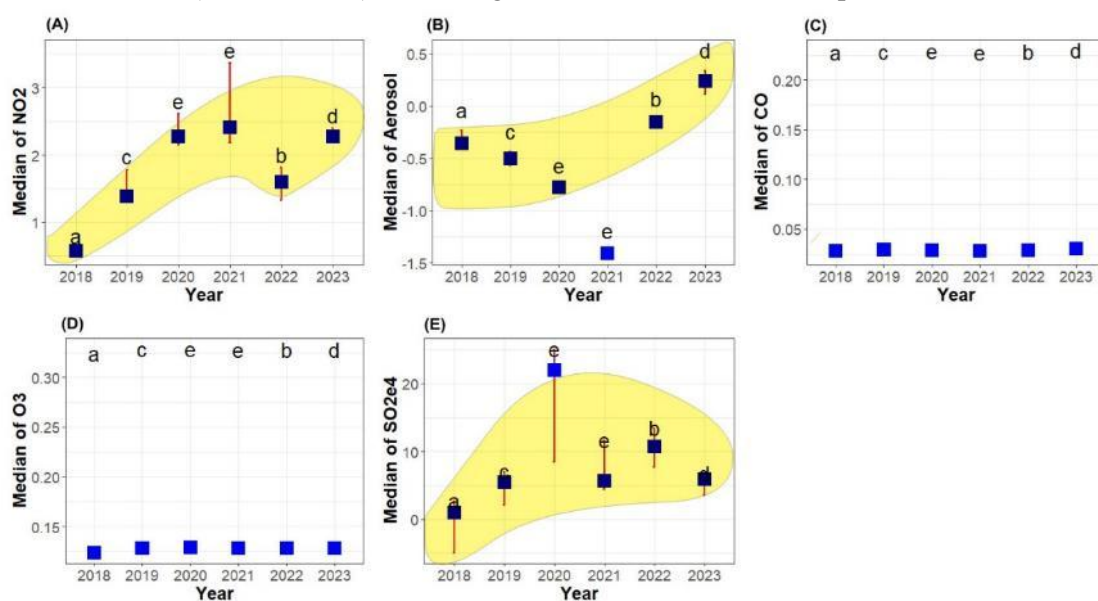 (A)
Median of NO2
3
2
1
a
c
e
e
b
d
2018 2019 2020 2021 2022 2023
Year
(B)
Median of Aerosol
0.5
0.0
-0.5
-1.0
-1.5
a
c
e
e
b
d
2018 2019 2020 2021 2022 2023
Year
(C)
Median of CO
0.20
0.15
0.10
0.05
a c e e b d
2018 2019 2020 2021 2022 2023
Year
(D)
Median of O3
0.30
0.25
0.20
0.15
a c e e b d
2018 2019 2020 2021 2022 2023
Year
(E)
Median of SO2e4
20
10
0
a
c
e
e
b
d
2018 2019 2020 2021 2022 2023
Year